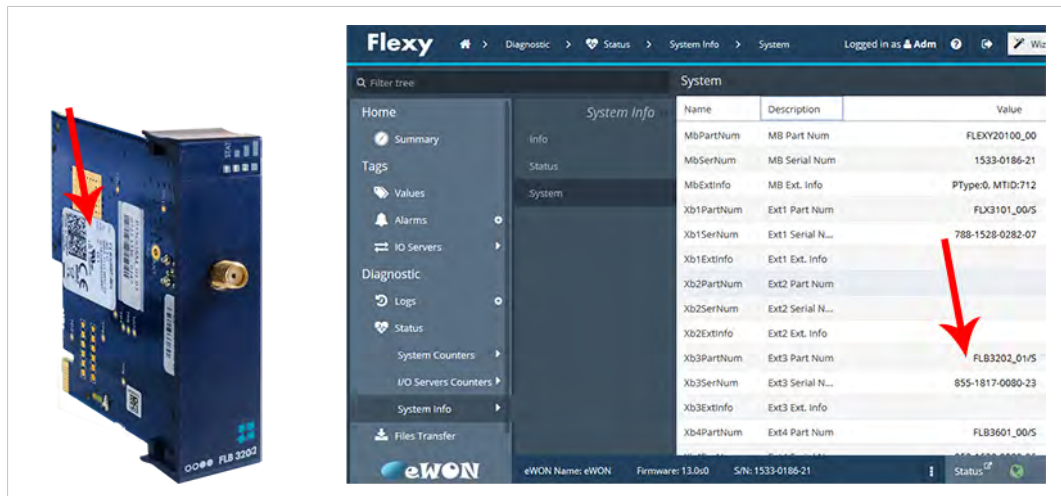 STAT
FLB 3202
Flexy
Diagnostic
Status
System Info
System
Logged in as Adm
Wiz
Filter tree
Home
Summary
Tags
Values
Alarms
IO Servers
Diagnostic
Logs
Status
System Counters
I/O Servers Counters
System Info
Files Transfer
System Info
Info
Status
System
System
Name Description Value
MbPartNum MB Part Num FLEXY20100_00
MbSerNum MB Serial Num 1533-0186-21
MbExtInfo MB Ext. Info PType:0, MTID:712
Xb1PartNum Ext1 Part Num FLX3101_00/S
Xb1SerNum Ext1 Serial N... 788-1528-0282-07
Xb1ExtInfo Ext1 Ext. Info
Xb2PartNum Ext2 Part Num
Xb2SerNum Ext2 Serial N...
Xb2ExtInfo Ext2 Ext. Info
Xb3PartNum Ext3 Part Num FLB3202_01/S
Xb3SerNum Ext3 Serial N... 855-1817-0080-23
Xb3ExtInfo Ext3 Ext. Info
Xb4PartNum Ext4 Part Num FLB3601_00/S
eWON
eWON Name: eWON Firmware: 13.0s0 S/N: 1533-0186-21
Status